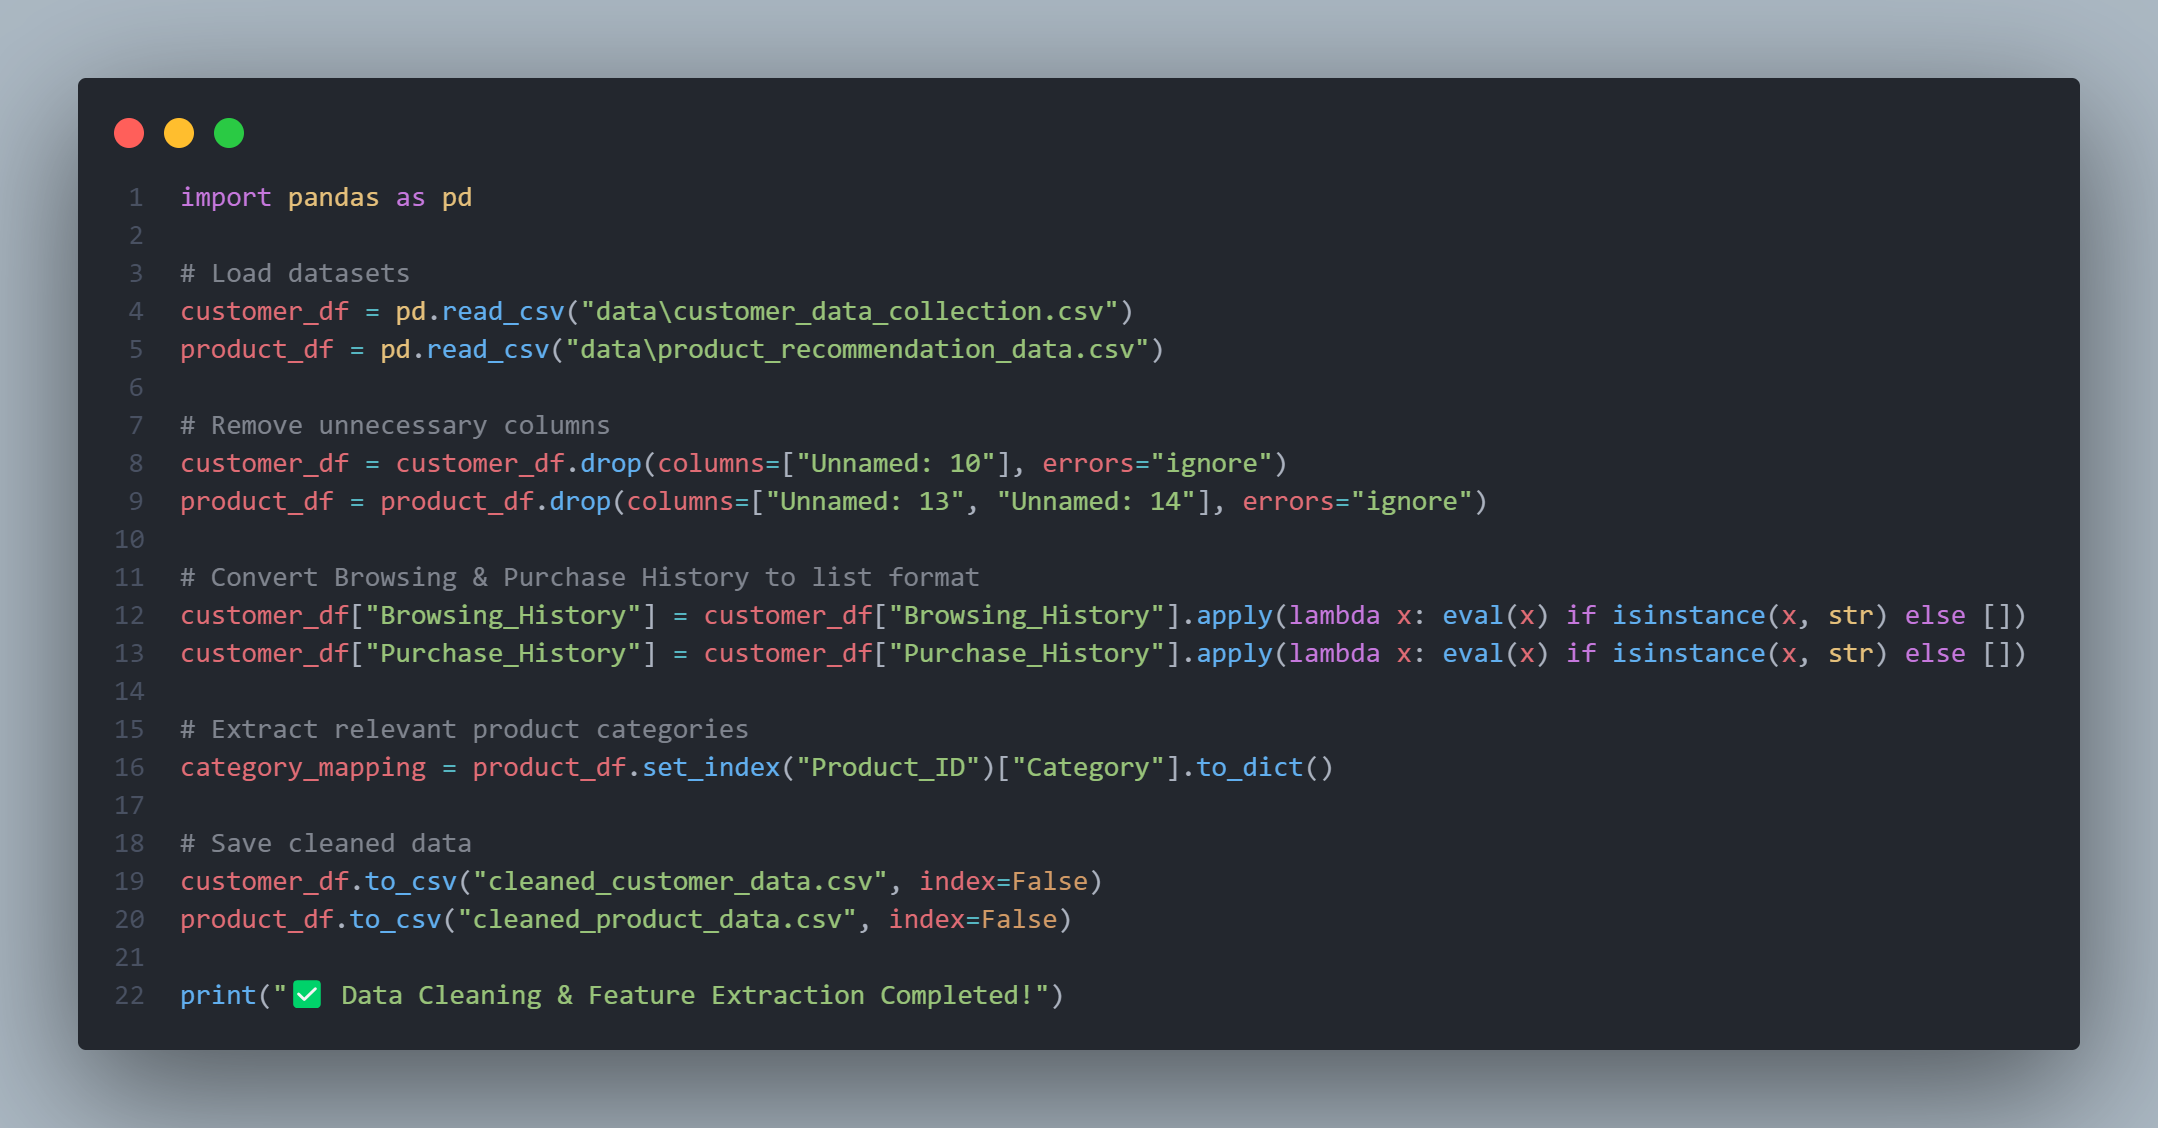 1 import pandas as pd
2
3 # Load datasets
4 customer_df = pd.read_csv("data\customer_data_collection.csv")
5 product_df = pd.read_csv("data\product_recommendation_data.csv")
6
7 # Remove unnecessary columns
8 customer_df = customer_df.drop(columns=["Unnamed: 10"], errors="ignore")
9 product_df = product_df.drop(columns=["Unnamed: 13", "Unnamed: 14"], errors="ignore")
10
11 # Convert Browsing & Purchase History to list format
12 customer_df["Browsing_History"] = customer_df["Browsing_History"].apply(lambda x: eval(x) if isinstance(x, str) else [])
13 customer_df["Purchase_History"] = customer_df["Purchase_History"].apply(lambda x: eval(x) if isinstance(x, str) else [])
14
15 # Extract relevant product categories
16 category_mapping = product_df.set_index("Product_ID")["Category"].to_dict()
17
18 # Save cleaned data
19 customer_df.to_csv("cleaned_customer_data.csv", index=False)
20 product_df.to_csv("cleaned_product_data.csv", index=False)
21
22 print("✅ Data Cleaning & Feature Extraction Completed!")